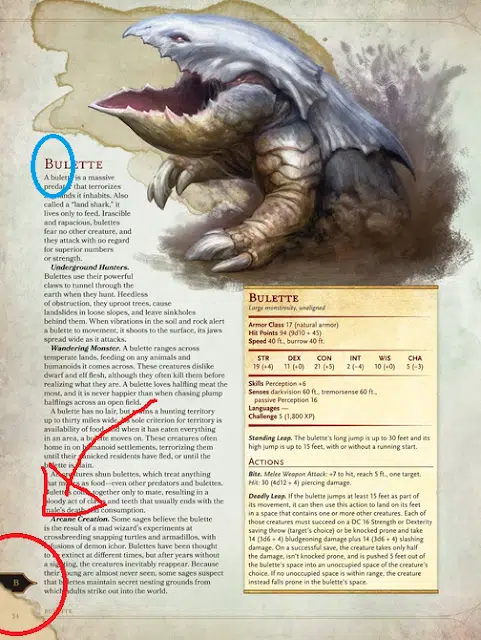 BULETTE
A bulette is a massive
predator that terrorizes
lands it inhabits. Also
called a "land shark," it
lives only to feed. Irascible
and rapacious, bulettes
fear no other creature, and
they attack with no regard
for superior numbers
or strength.
Underground Hunters.
Bulettes use their powerful
claws to tunnel through the
earth when they hunt. Heedless
of obstruction, they uproot trees, cause
landslides in loose slopes, and leave sinkholes
behind them. When vibrations in the soil and rock alert
a bulette to movement, it shoots to the surface, its jaws
spread wide as it attacks.
Wandering Monster. A bulette ranges across
temperate lands, feeding on any animals and
humanoids it comes across. These creatures dislike
dwarf and elf flesh, although they often kill them before
realizing what they are. A bulette loves halfling meat the
most, and it is never happier than when chasing plump
halflings across an open field.
A bulette has no lair, but roams a hunting territory
up to thirty miles wide. Its sole criterion for territory is
availability of food, and when it has eaten everything
in an area, a bulette moves on. These creatures often
home in on humanoid settlements, terrorizing them
until their panicked residents have fled, or until the
bulette is slain.
All creatures shun bulettes, which treat anything
that moves as food—even other predators and bulettes.
Bulettes come together only to mate, resulting in a
bloody act of claws and teeth that usually ends with the
male's death and consumption.
Arcane Creation. Some sages believe the bulette
is the result of a mad wizard's experiments at
crossbreeding snapping turtles and armadillos, with
infusions of demon ichor. Bulettes have been thought
to be extinct at different times, but after years without
a sighting, the creatures inevitably reappear. Because
their young are almost never seen, some sages suspect
that bulettes maintain secret nesting grounds from
which adults strike out into the world.
BULETTE
Large monstrosity, unaligned
Armor Class 17 (natural armor)
Hit Points 94 (9d10 + 45)
Speed 40 ft., burrow 40 ft.
STR DEX CON INT WIS CHA
19 (+4) 11 (+0) 21 (+5) 2 (−4) 10 (+0) 5 (−3)
Skills Perception +6
Senses darkvision 60 ft., tremorsense 60 ft.,
passive Perception 16
Languages —
Challenge 5 (1,800 XP)
Standing Leap. The bulette's long jump is up to 30 feet and its
high jump is up to 15 feet, with or without a running start.
ACTIONS
Bite. Melee Weapon Attack: +7 to hit, reach 5 ft., one target.
Hit: 30 (4d12 + 4) piercing damage.
Deadly Leap. If the bulette jumps at least 15 feet as part of
its movement, it can then use this action to land on its feet
in a space that contains one or more other creatures. Each of
those creatures must succeed on a DC 16 Strength or Dexterity
saving throw (target's choice) or be knocked prone and take
14 (3d6 + 4) bludgeoning damage plus 14 (3d6 + 4) slashing
damage. On a successful save, the creature takes only half
the damage, isn't knocked prone, and is pushed 5 feet out of
the bulette's space into an unoccupied space of the creature's
choice. If no unoccupied space is within range, the creature
instead falls prone in the bulette's space.
B
34
BULETTE